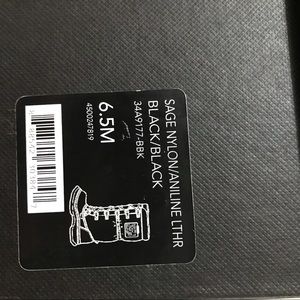 SAGE NYLON/ANILINE LTHR
BLACK/BLACK
34A9177-BBK
6.5M
4500247819